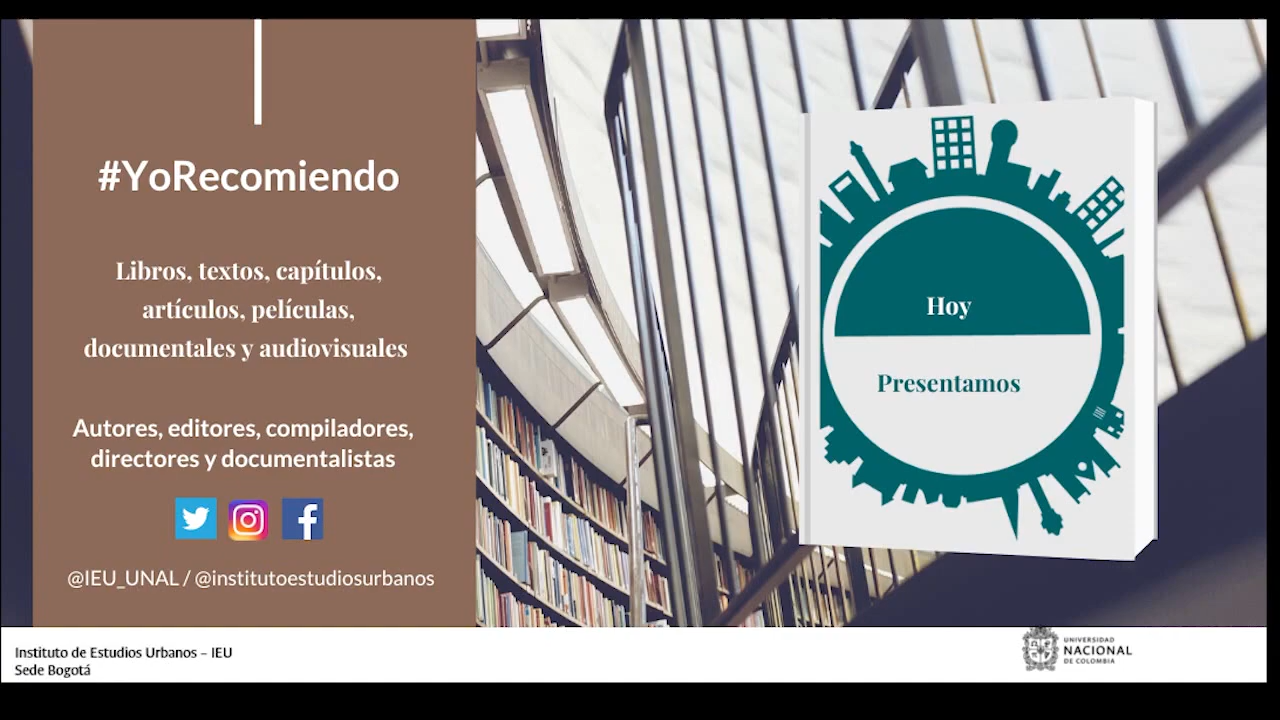 #YoRecomiendo
Libros, textos, capítulos,
artículos, películas,
documentales y audiovisuales
Autores, editores, compiladores,
directores y documentalistas
@IEU_UNAL / @institutoestudiosurbanos
Hoy
Presentamos
Instituto de Estudios Urbanos – IEU
Sede Bogotá
UNIVERSIDAD
NACIONAL
DE COLOMBIA